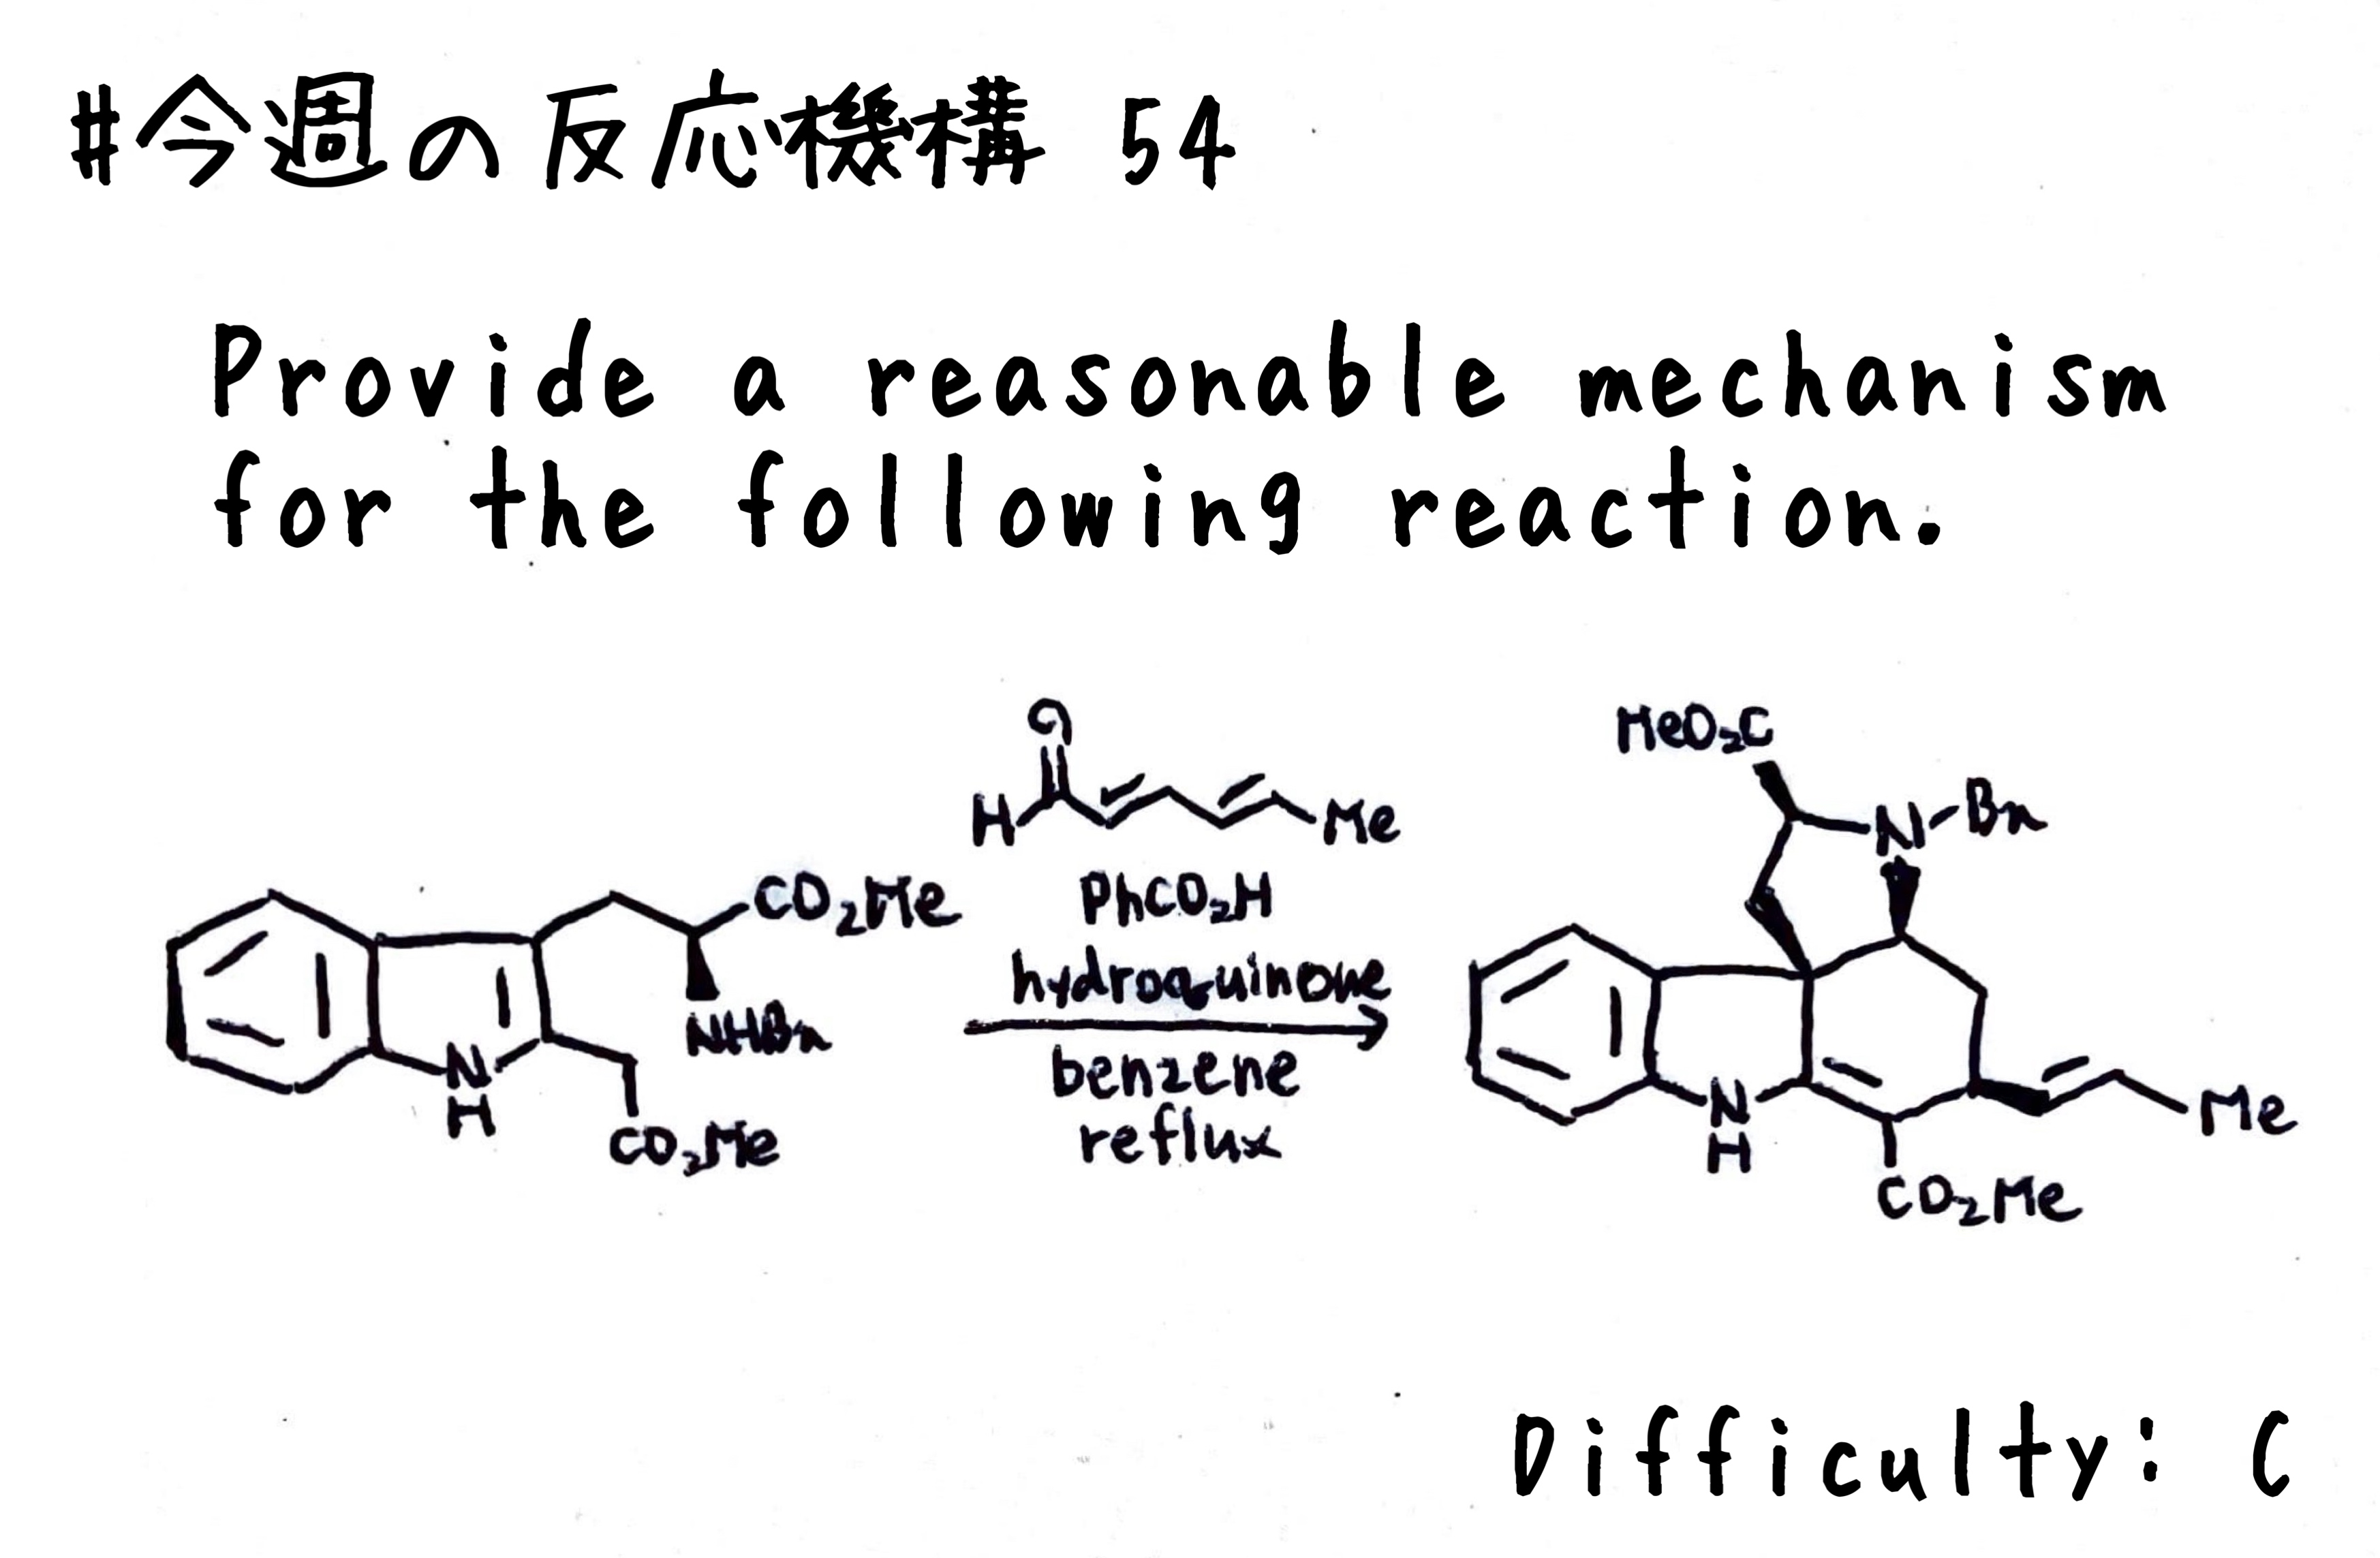 #今週の反応機構 54
Provide a reasonable mechanism
for the following reaction.
O
H
Me
PhCO₂H
hydroquinone
benzene
reflux
CO₂Me
NHBn
N
H
CO₂Me
MeO₂C
N-Bn
N
H
Me
CO₂Me
Difficulty: C